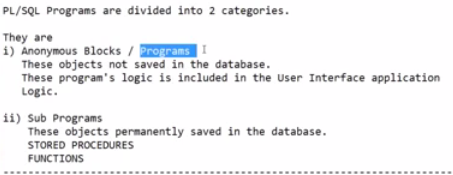 PL/SQL Programs are divided into 2 categories.
They are
i) Anonymous Blocks / Programs
These objects not saved in the database.
These program's logic is included in the User Interface application
Logic.
ii) Sub Programs
These objects permanently saved in the database.
STORED PROCEDURES
FUNCTIONS
--------------------------------------------------------------------